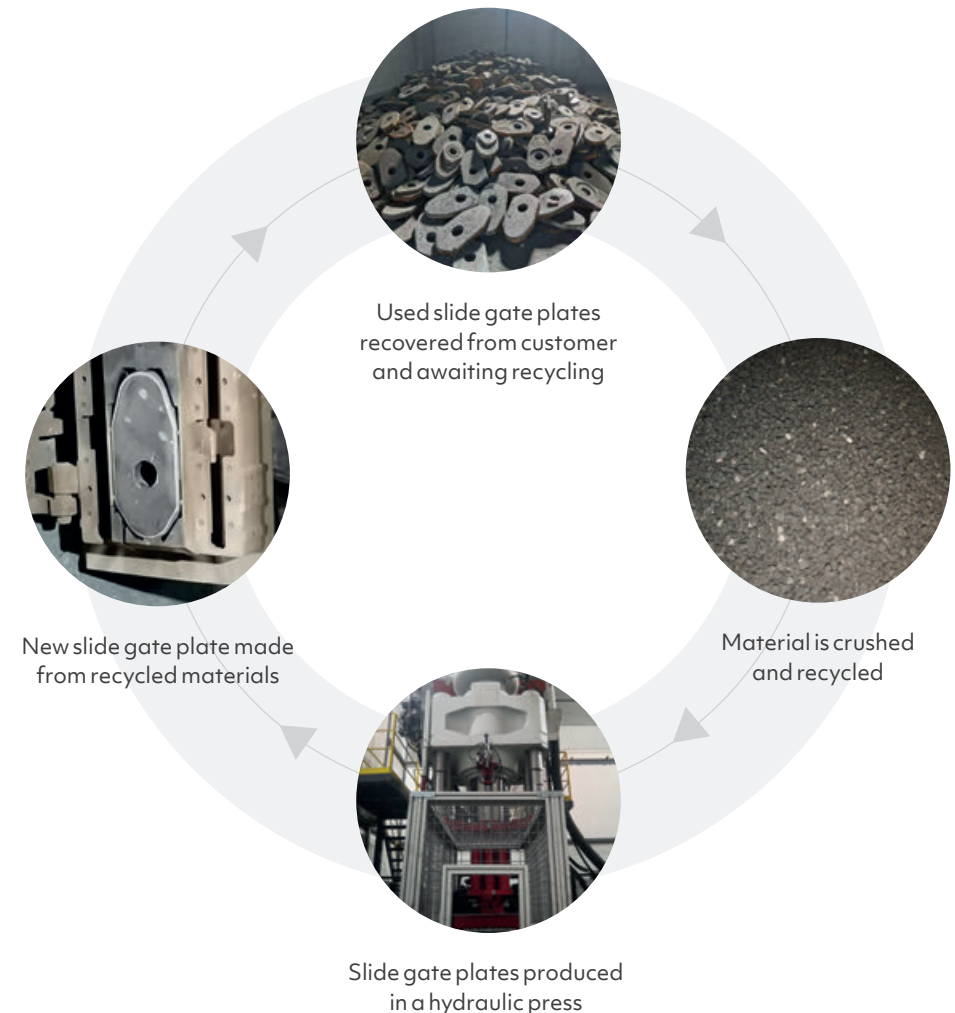 Used slide gate plates
recovered from customer
and awaiting recycling
Material is crushed
and recycled
Slide gate plates produced
in a hydraulic press
New slide gate plate made
from recycled materials